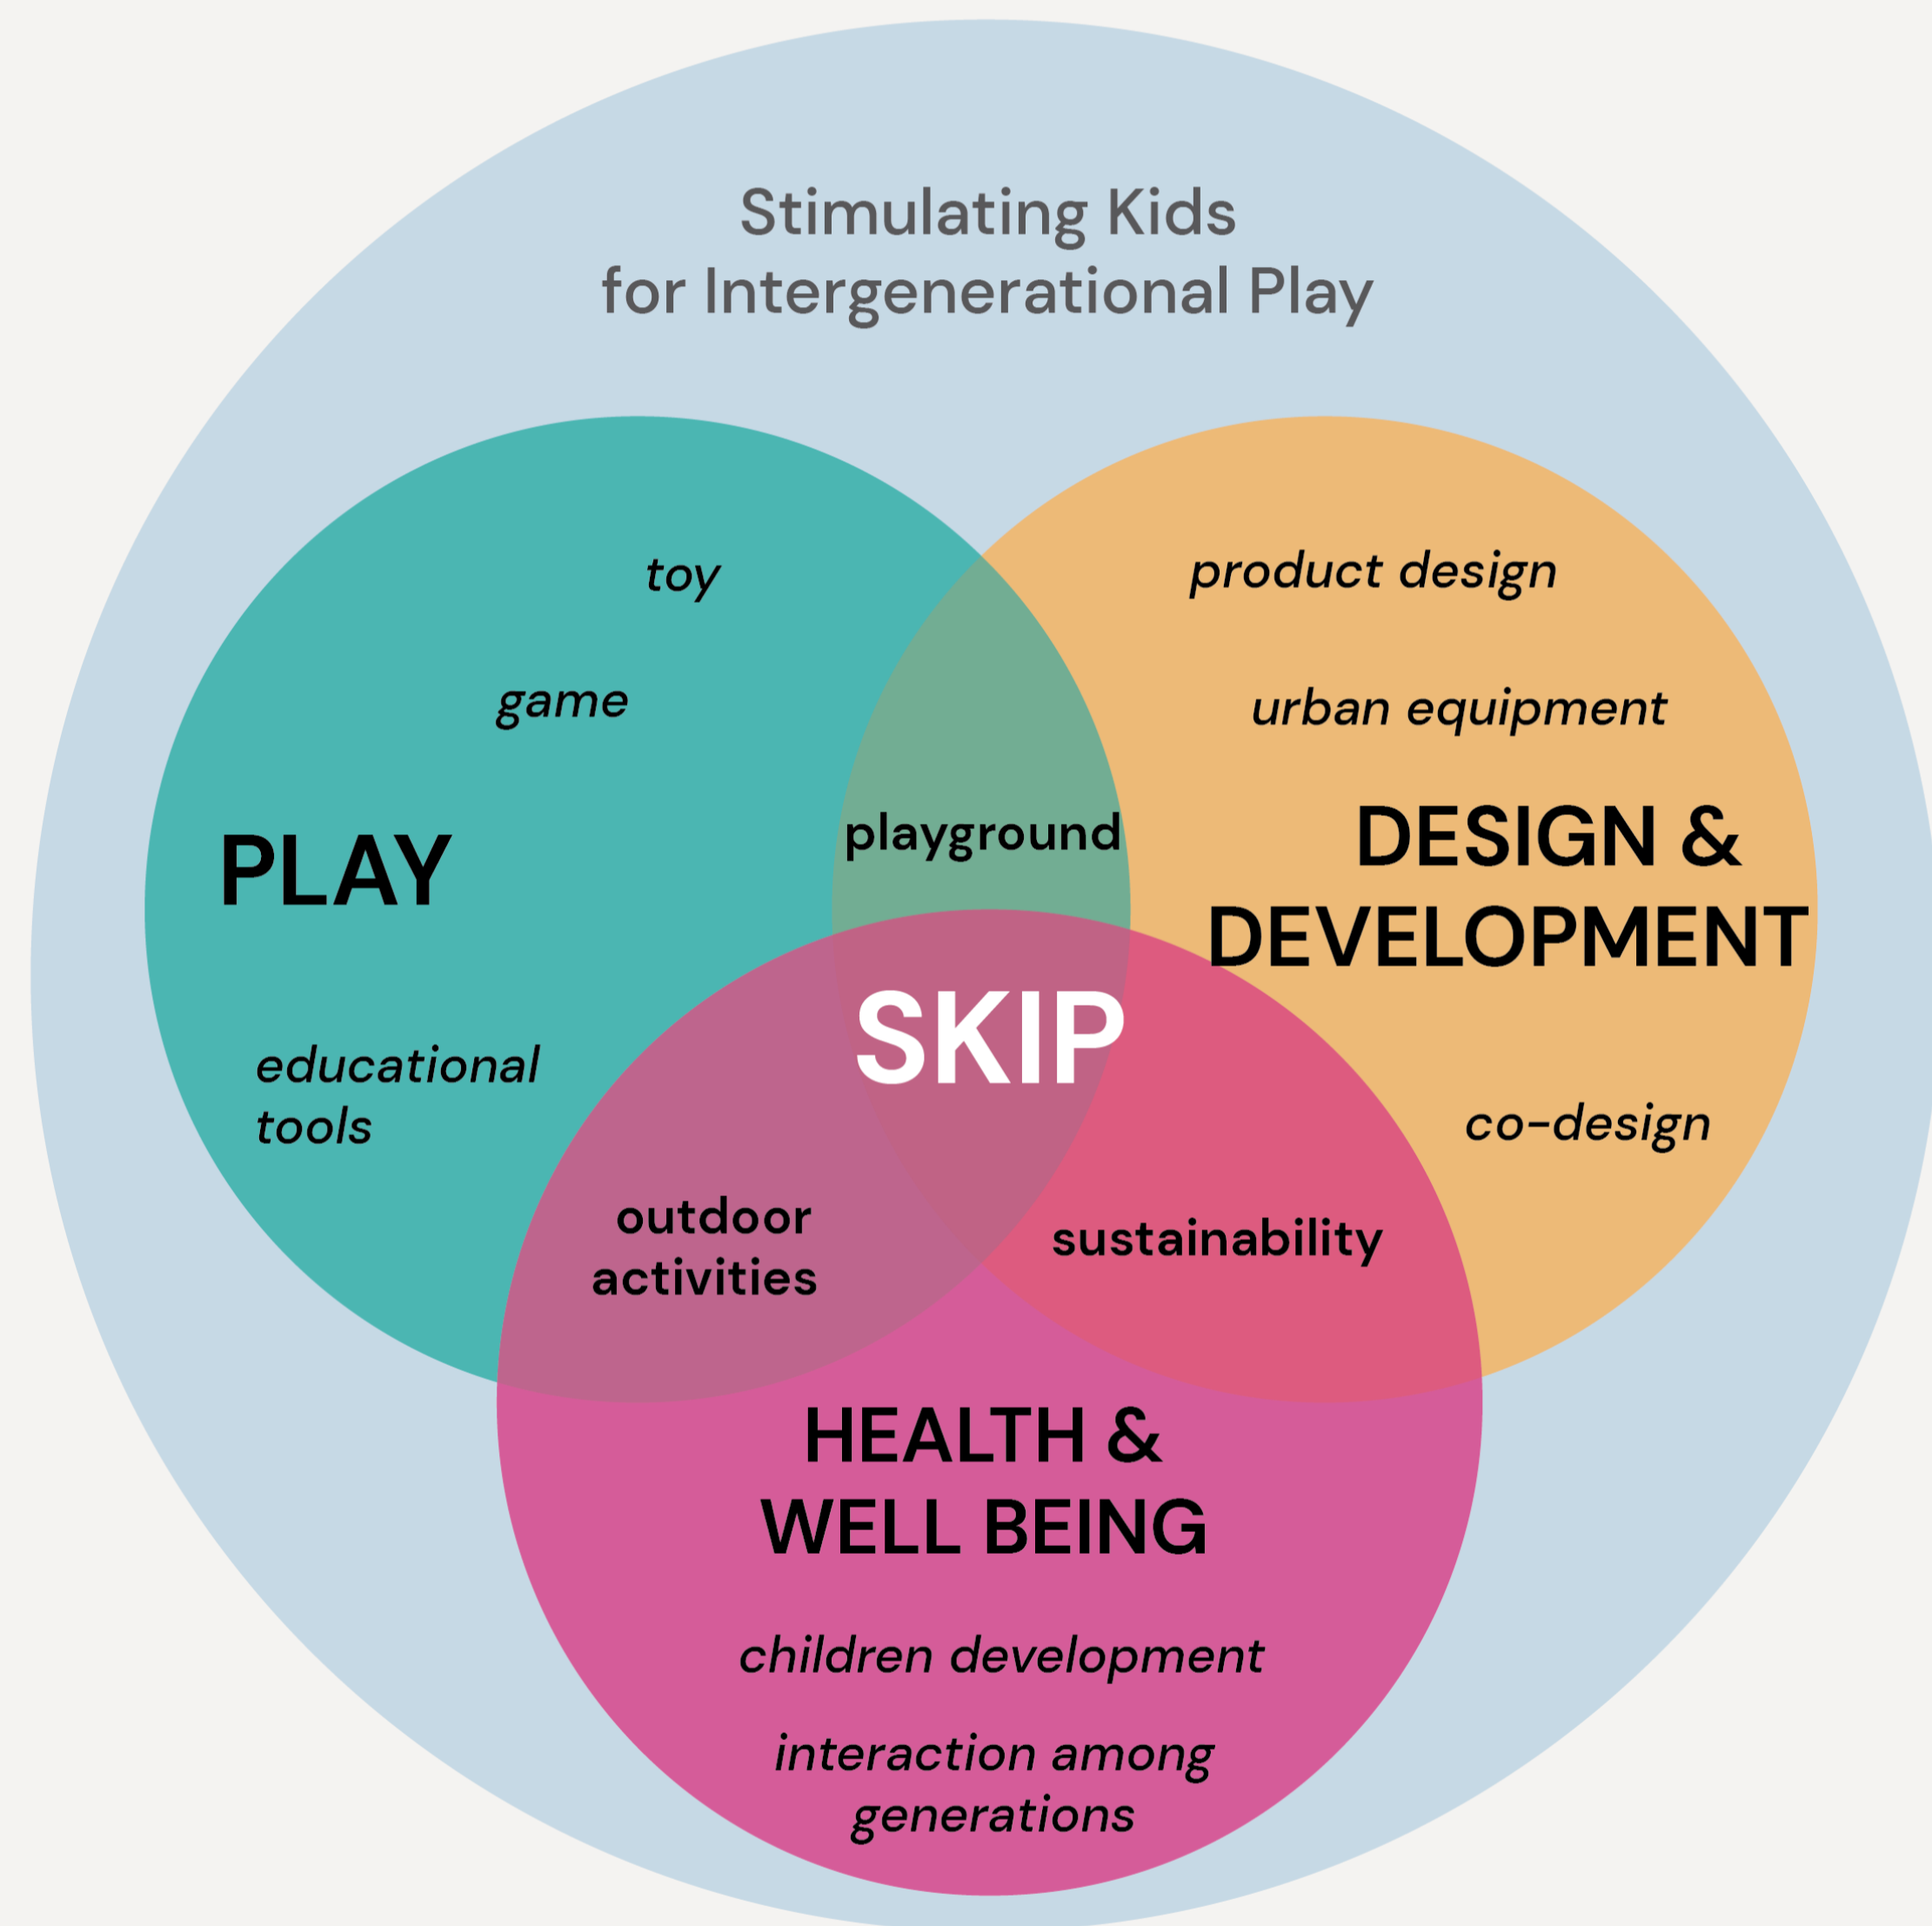 Stimulating Kids
for Intergenerational Play
toy
game
PLAY
educational
tools
playground
product design
urban equipment
DESIGN &
DEVELOPMENT
co-design
SKIP
outdoor
activities
sustainability
HEALTH &
WELL BEING
children development
interaction among
generations